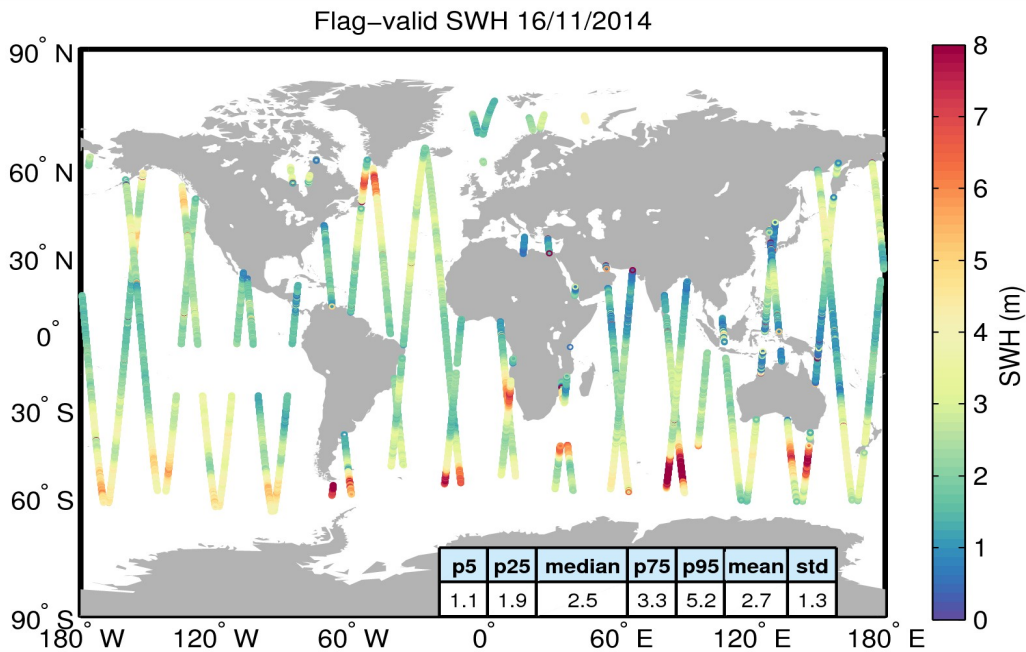 Flag−valid SWH 16/11/2014
90° N
60° N
30° N
0°
30° S
60° S
90° S
180° W 120° W 60° W 0° 60° E 120° E 180° E
p5 p25 median p75 p95 mean std
1.1 1.9 2.5 3.3 5.2 2.7 1.3
8
7
6
5
4
3
2
1
0
SWH (m)